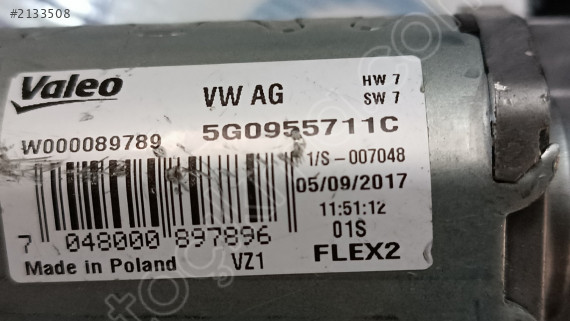 #2133508
Valeo
VW AG
HW 7
SW 7
W000089789
5G0955711C
1/S - 007048
05/09/2017
11:51:12
01S
7 048000 897896
Made in Poland
VZ1
FLEX2